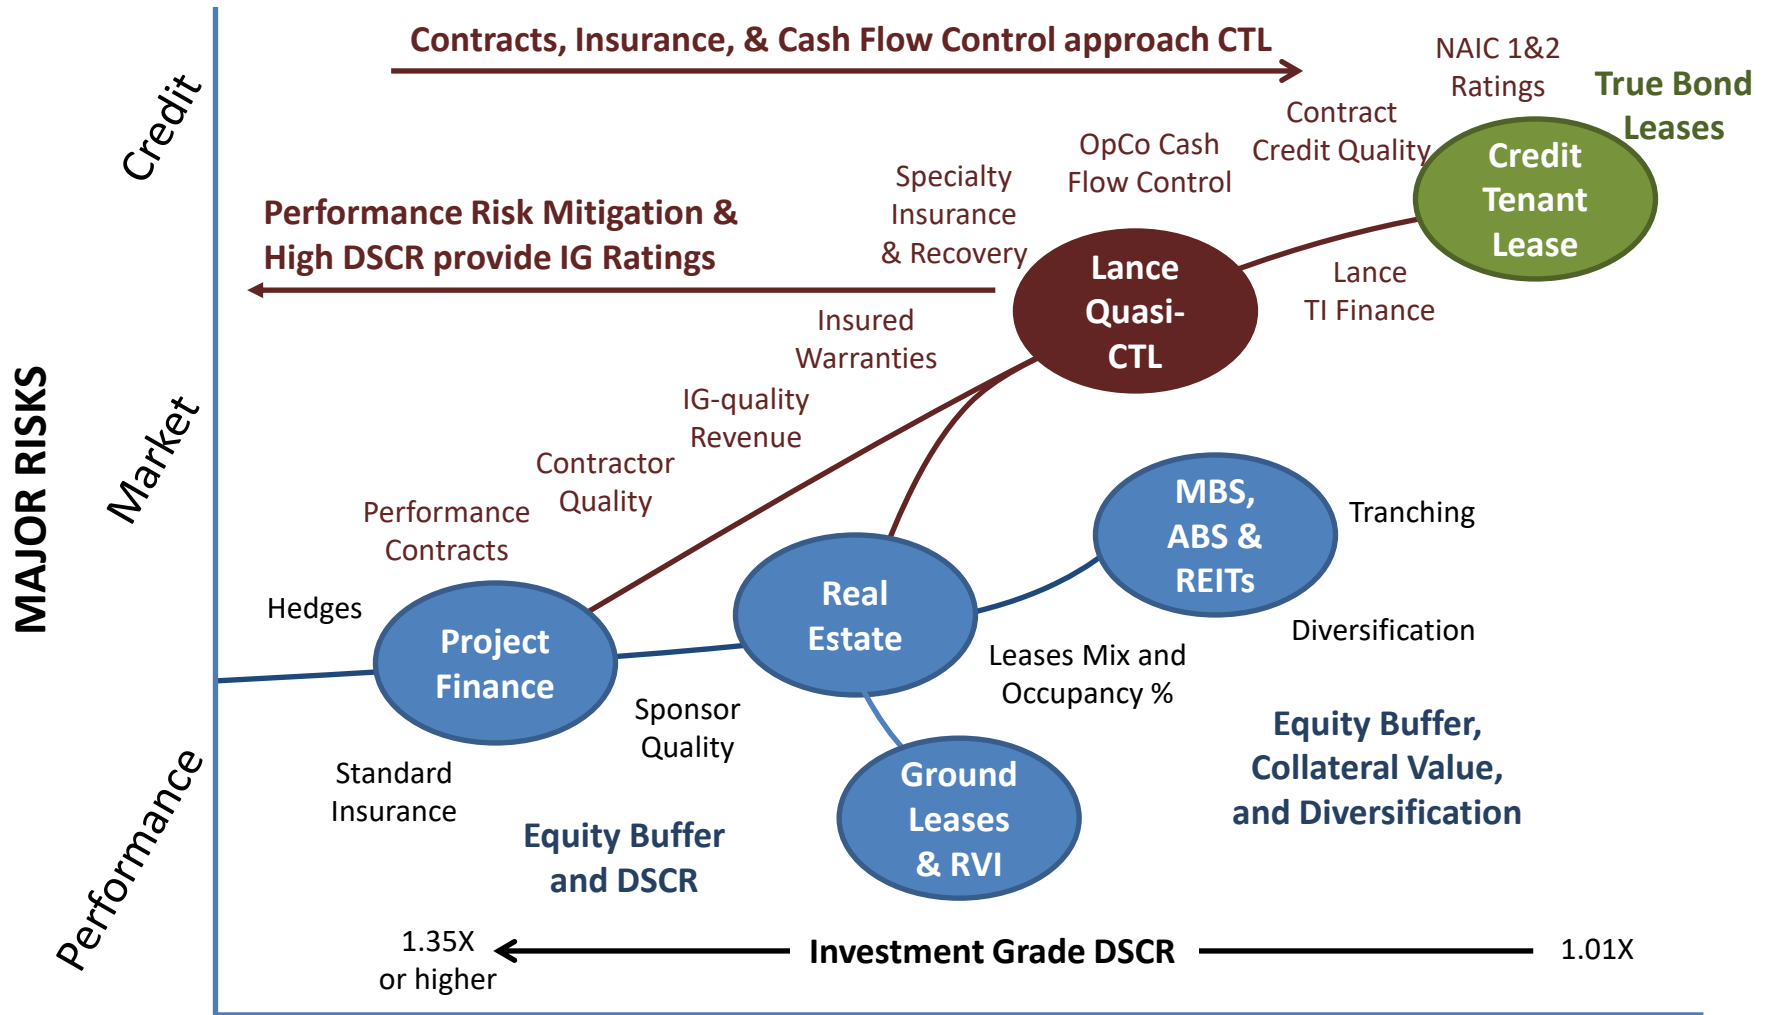 Contracts, Insurance, & Cash Flow Control approach CTL
NAIC 1&2
Ratings
True Bond
Leases
Credit
Contract
Credit Quality
OpCo Cash
Flow Control
Specialty
Insurance
& Recovery
Credit
Tenant
Lease
Performance Risk Mitigation &
High DSCR provide IG Ratings
Lance
Quasi-
CTL
Lance
TI Finance
Insured
Warranties
MAJOR RISKS
Market
IG-quality
Revenue
Contractor
Quality
Performance
Contracts
MBS,
ABS &
REITs
Tranching
Hedges
Project
Finance
Real
Estate
Diversification
Leases Mix and
Occupancy %
Sponsor
Quality
Equity Buffer,
Collateral Value,
and Diversification
Performance
Standard
Insurance
Ground
Leases
& RVI
Equity Buffer
and DSCR
1.35X
or higher
Investment Grade DSCR
1.01X